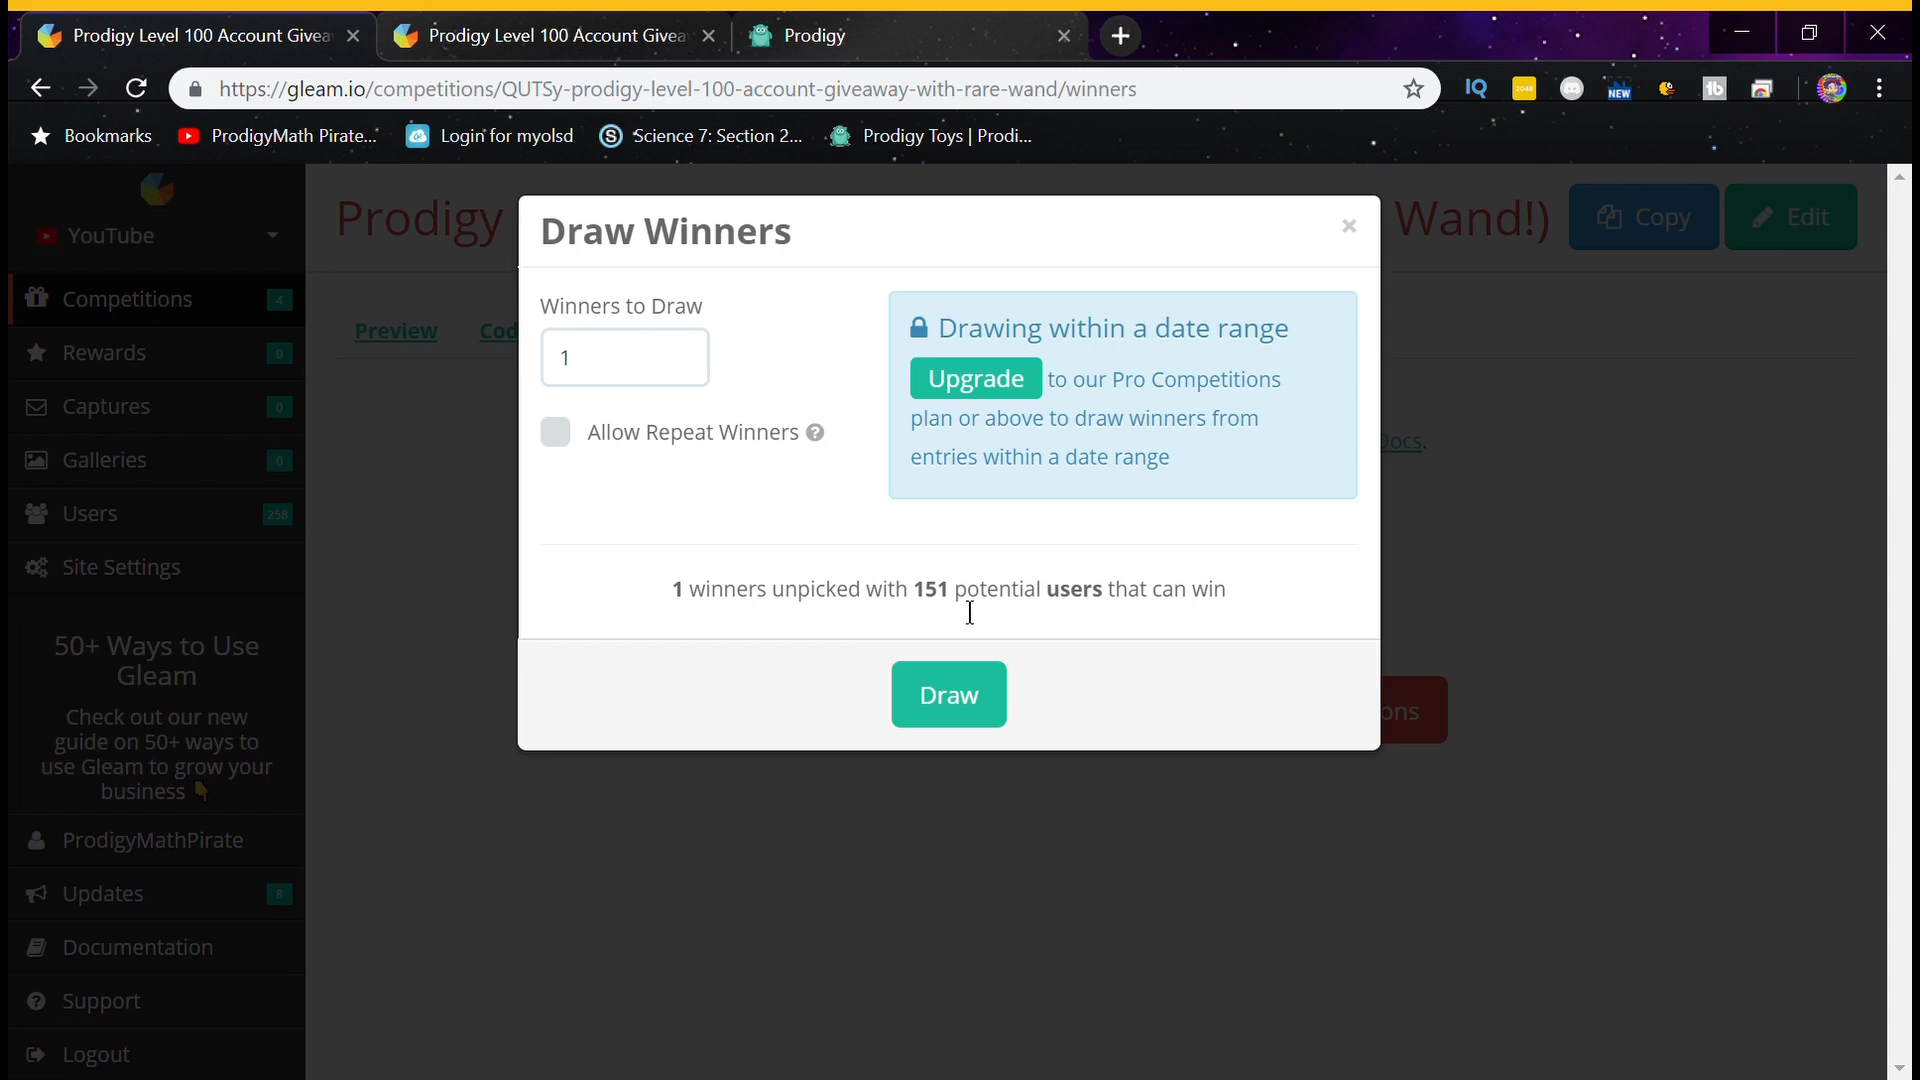 Prodigy Level 100 Account Givea
Prodigy Level 100 Account Givea
Prodigy
https://gleam.io/competitions/QUTSy-prodigy-level-100-account-giveaway-with-rare-wand/winners
IQ
2048
NEW
Bookmarks
ProdigyMath Pirate...
Login for myolsd
Science 7: Section 2...
Prodigy Toys | Prodi...
YouTube
Competitions 4
Rewards 0
Captures 0
Galleries 0
Users 258
Site Settings
50+ Ways to Use
Gleam
Check out our new
guide on 50+ ways to
use Gleam to grow your
business
ProdigyMathPirate
Updates 8
Documentation
Support
Logout
Prodigy
Wand!)
Copy
Edit
Preview
Cod
Docs.
ons
Draw Winners
×
Winners to Draw
1
Allow Repeat Winners ?
Drawing within a date range
Upgrade to our Pro Competitions
plan or above to draw winners from
entries within a date range
1 winners unpicked with 151 potential users that can win
Draw